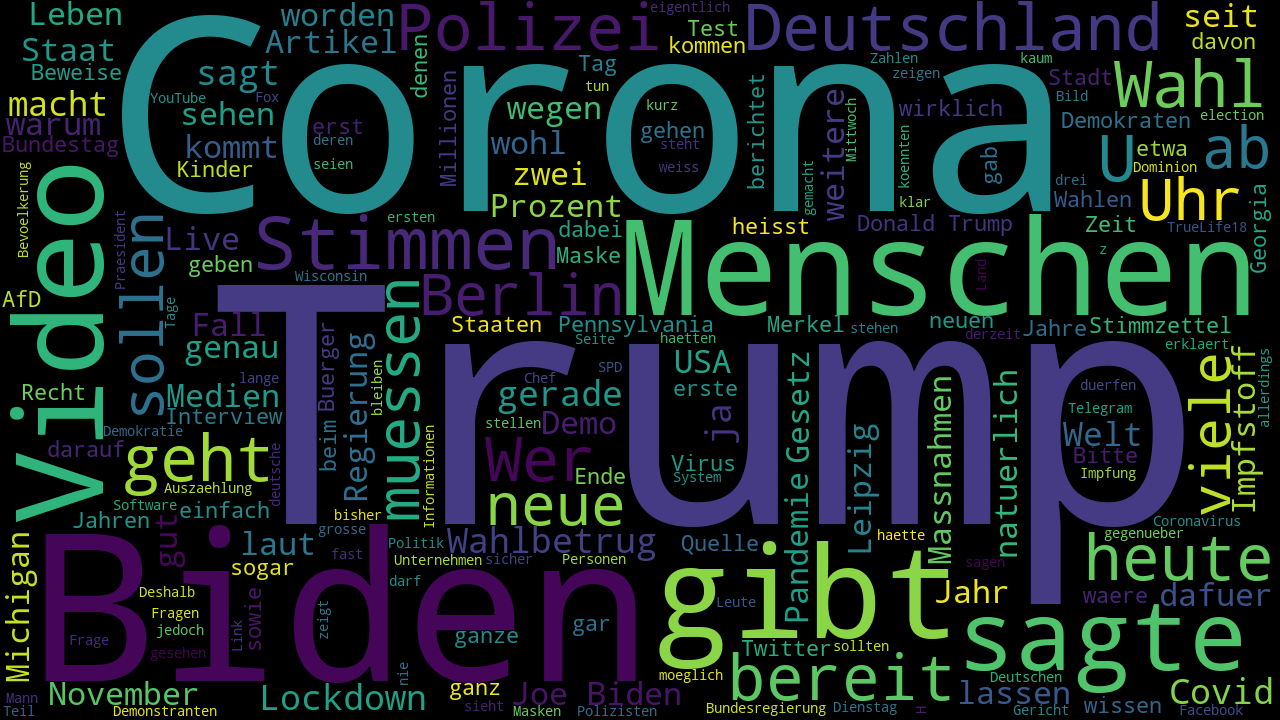 Leben
worden
Polizei
eigentlich
Deutschland
seit
Staat
Artikel
Test
kommen
davon
Beweise
sagt
denen
Tag
Zahlen
zeigen
kaum
Stadt
Wahl
macht
YouTube
Fox
tun
Corona
Bild
warum
sehen
erst
Millionen
wegen
kurz
berichtet
weitere
wirklich
Demokraten
election
Bundestag
kommt
deren
wohl
gehen
steht
Mittwoch
gab
U
etwa
ab
Kinder
seien
zwei
weiss
gemacht
koennten
drei
Dominion
Bevoelkerung
Video
Prozent
klar
Wahlen
Uhr
Praesident
sollen
Live
ersten
Stimmen
dabei
Menschen
heisst
Donald Trump
Zeit
TrueLife18
Georgia
geben
Maske
z
AfD
Tage
Wisconsin
Berlin
Land
Fall
muessen
Staaten
Pennsylvania
Merkel
stehen
neuen
Jahre
Stimmzettel
genau
Trump
Seite
haetten
derzeit
erklaert
Recht
lange
Buerger
bleiben
Chef
SPD
USA
viele
Impfstoff
allerdings
Medien
Regierung
gerade
erste
Gesetz
duerfen
Interview
stellen
Demo
ja
Massnahmen
natuerlich
Telegram
Demokratie
beim
Welt
darauf
geht
deutsche
Wer
Virus
Leipzig
Bitte
Auszaehlung
Informationen
Ende
System
Impfung
Software
einfach
neue
Jahren
bisher
Pandemie
Coronavirus
Michigan
gut
grosse
laut
fast
Politik
Wahlbetrug
Quelle
haette
gegenueber
heute
Biden
sogar
Unternehmen
sicher
Personen
gibt
sagen
Deshalb
darf
Jahr
waere
dafuer
Fragen
sowie
zeigt
Leute
jedoch
Link
ganze
gar
sagte
Frage
gesehen
Twitter
sollten
nie
moeglich
bereit
Deutschen
Mann
November
Lockdown
ganz
Joe Biden
lassen
wissen
Covid
Teil
Demonstranten
sieht
Masken
Polizisten
Bundesregierung
Dienstag
H
Gericht
Facebook